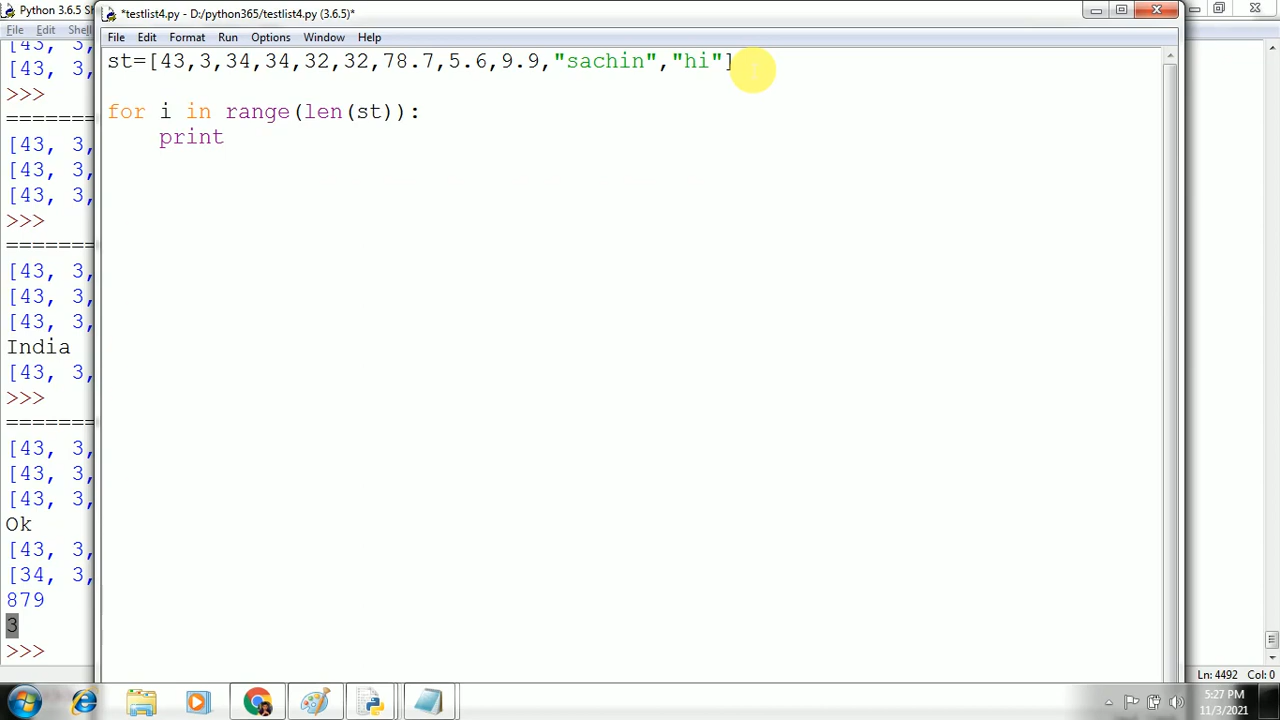 Python 3.6.5 Sh
File Edit Shell
[43, 3,
[43, 3,
>>>
=======
[43, 3,
[43, 3,
[43, 3,
>>>
=======
[43, 3,
[43, 3,
[43, 3,
India
[43, 3,
>>>
=======
[43, 3,
[43, 3,
[43, 3,
Ok
[43, 3,
[34, 3,
879
3
>>>
*testlist4.py - D:/python365/testlist4.py (3.6.5)*
File Edit Format Run Options Window Help
st=[43,3,34,34,32,32,78.7,5.6,9.9,"sachin","hi"]
for i in range(len(st)):
    print
Ln: 4492 Col: 0
5:27 PM
11/3/2021